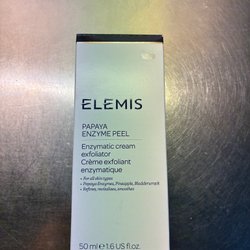 ELEMIS
PAPAYA
ENZYME PEEL
Enzymatic cream
exfoliator
Crème exfoliant
enzymatique
• For all skin types
• Papaya Enzymes, Pineapple, Bladderwrack
• Refines, revitalises, smoothes
50 ml e 1.6 US fl.oz.